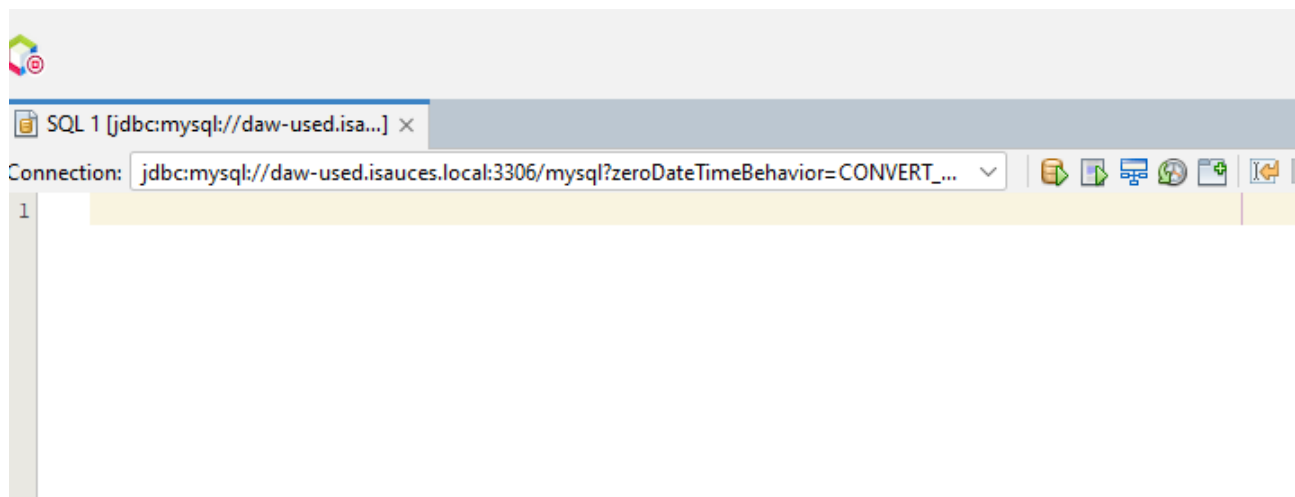 SQL 1 [jdbc:mysql://daw-used.isa...]
Connection: jdbc:mysql://daw-used.isauces.local:3306/mysql?zeroDateTimeBehavior=CONVERT_...
1